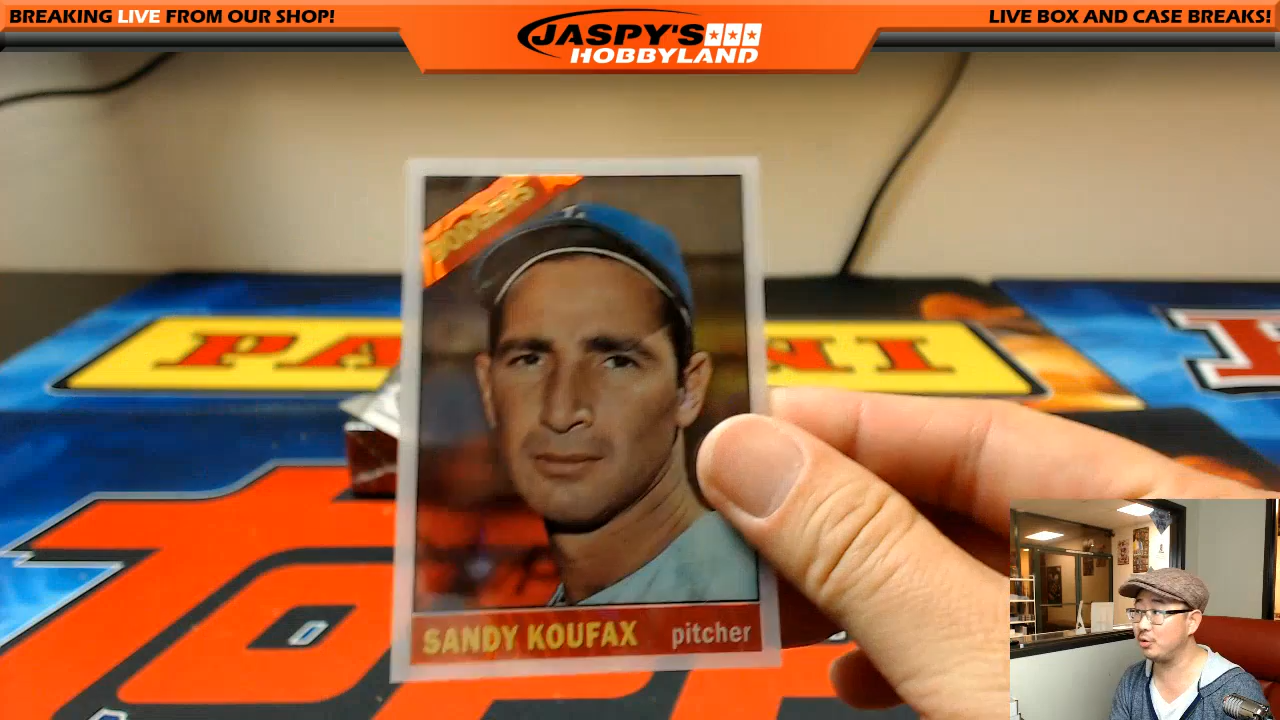 BREAKING LIVE FROM OUR SHOP!
JASPY'S
HOBBYLAND
LIVE BOX AND CASE BREAKS!
DODGERS
SANDY KOUFAX pitcher